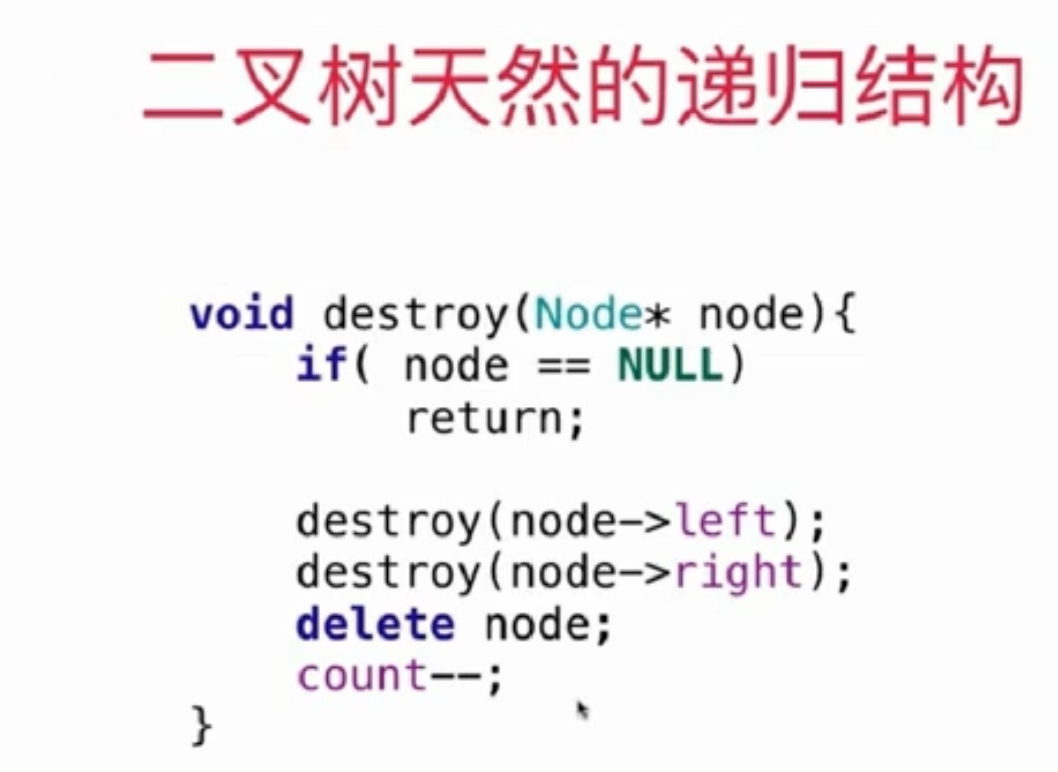 二叉树天然的递归结构
void destroy(Node* node){
    if( node == NULL)
        return;

    destroy(node->left);
    destroy(node->right);
    delete node;
    count--;
}